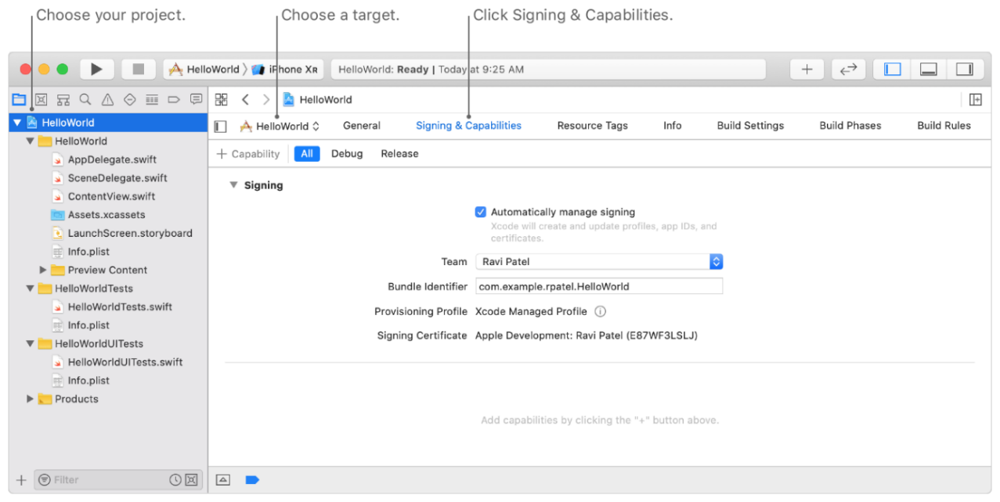 Choose your project.
Choose a target.
Click Signing & Capabilities.
HelloWorld
iPhone XR
HelloWorld: Ready | Today at 9:25 AM
HelloWorld
HelloWorld
HelloWorld
General
Signing & Capabilities
Resource Tags
Info
Build Settings
Build Phases
Build Rules
HelloWorld
AppDelegate.swift
SceneDelegate.swift
ContentView.swift
Assets.xcassets
LaunchScreen.storyboard
Info.plist
Preview Content
HelloWorldTests
HelloWorldTests.swift
Info.plist
HelloWorldUITests
HelloWorldUITests.swift
Info.plist
Products
Filter
+ Capability
All
Debug
Release
Signing
Automatically manage signing
Xcode will create and update profiles, app IDs, and
certificates.
Team
Ravi Patel
Bundle Identifier
com.example.rpatel.HelloWorld
Provisioning Profile
Xcode Managed Profile
Signing Certificate
Apple Development: Ravi Patel (E87WF3LSLJ)
Add capabilities by clicking the "+" button above.